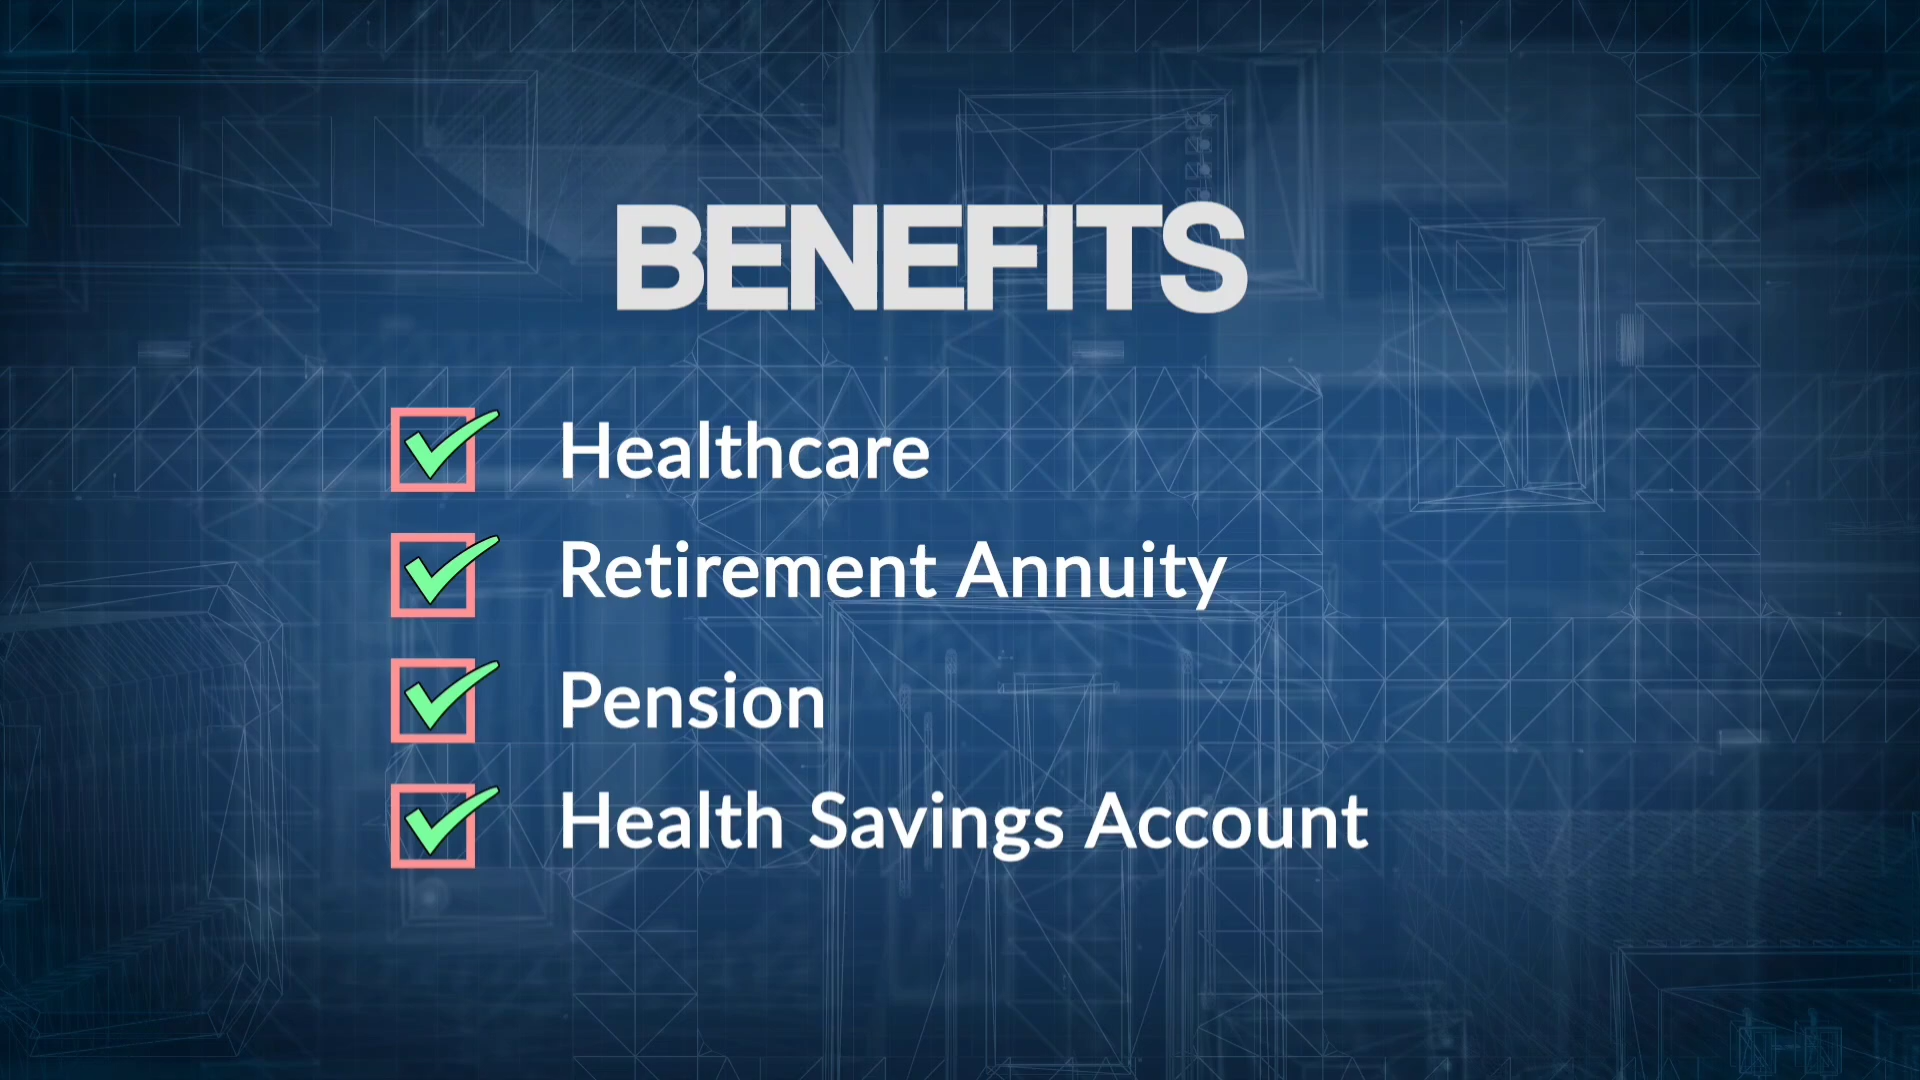 BENEFITS
Healthcare
Retirement Annuity
Pension
Health Savings Account